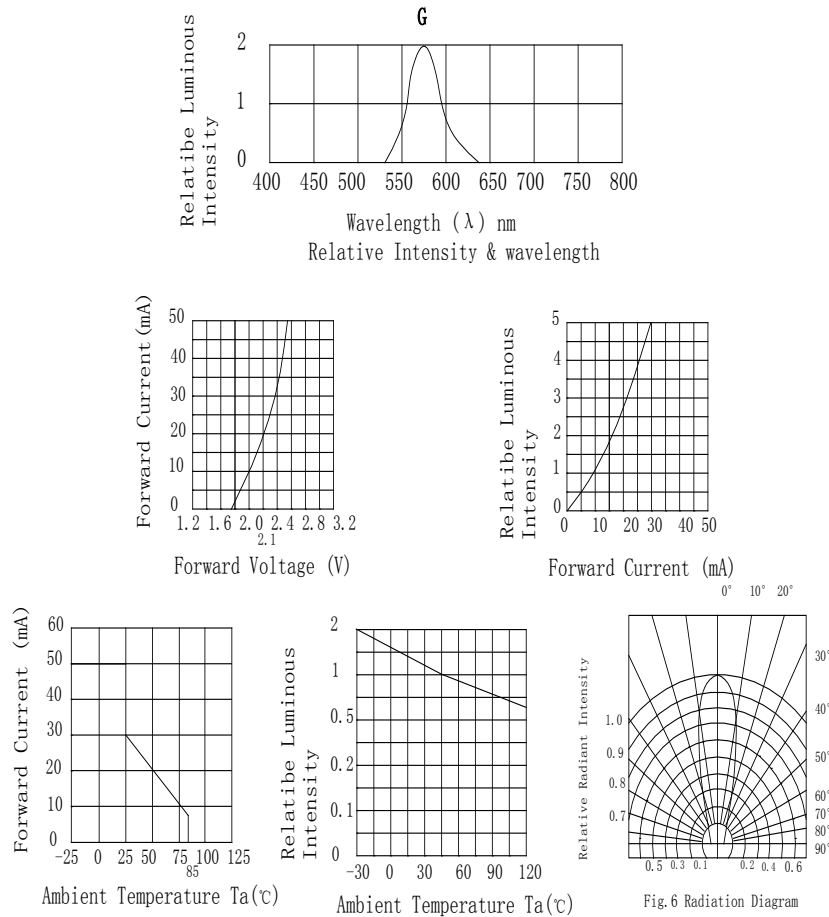 G
Relatibe Luminous
Intensity
2
1
0
400 450 500 550 600 650 700 750 800
Wavelength (λ) nm
Relative Intensity & wavelength
Forward Current (mA)
50
40
30
20
10
0
1.2 1.6 2.0 2.4 2.8 3.2
2.1
Forward Voltage (V)
Relatibe Luminous
Intensity
5
4
3
2
1
0
0 10 20 30 40 50
Forward Current (mA)
Forward Current (mA)
60
50
40
30
20
10
0
-25 0 25 50 100 125
85
Ambient Temperature Ta(℃)
Relatibe Luminous
Intensity
2
1
0.5
0.2
0.1
0
-30 0 30 60 90 120
Ambient Temperature Ta(℃)
Relative Radiant Intensity
0° 10° 20°
30°
40°
50°
60°
70°
80°
90°
1.0
0.9
0.8
0.7
0.5 0.3 0.1 0.2 0.4 0.6
Fig.6 Radiation Diagram